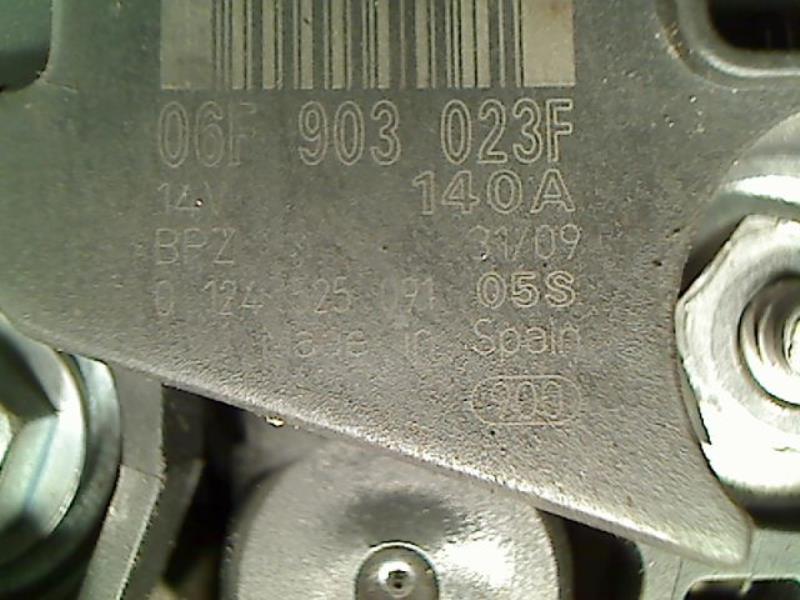 06F 903 023F
14V 140A
BPZ 31/09
0 124 525 091 05S
Made in Spain